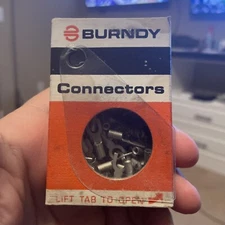 BURNDY
Connectors
LIFT TAB TO OPEN